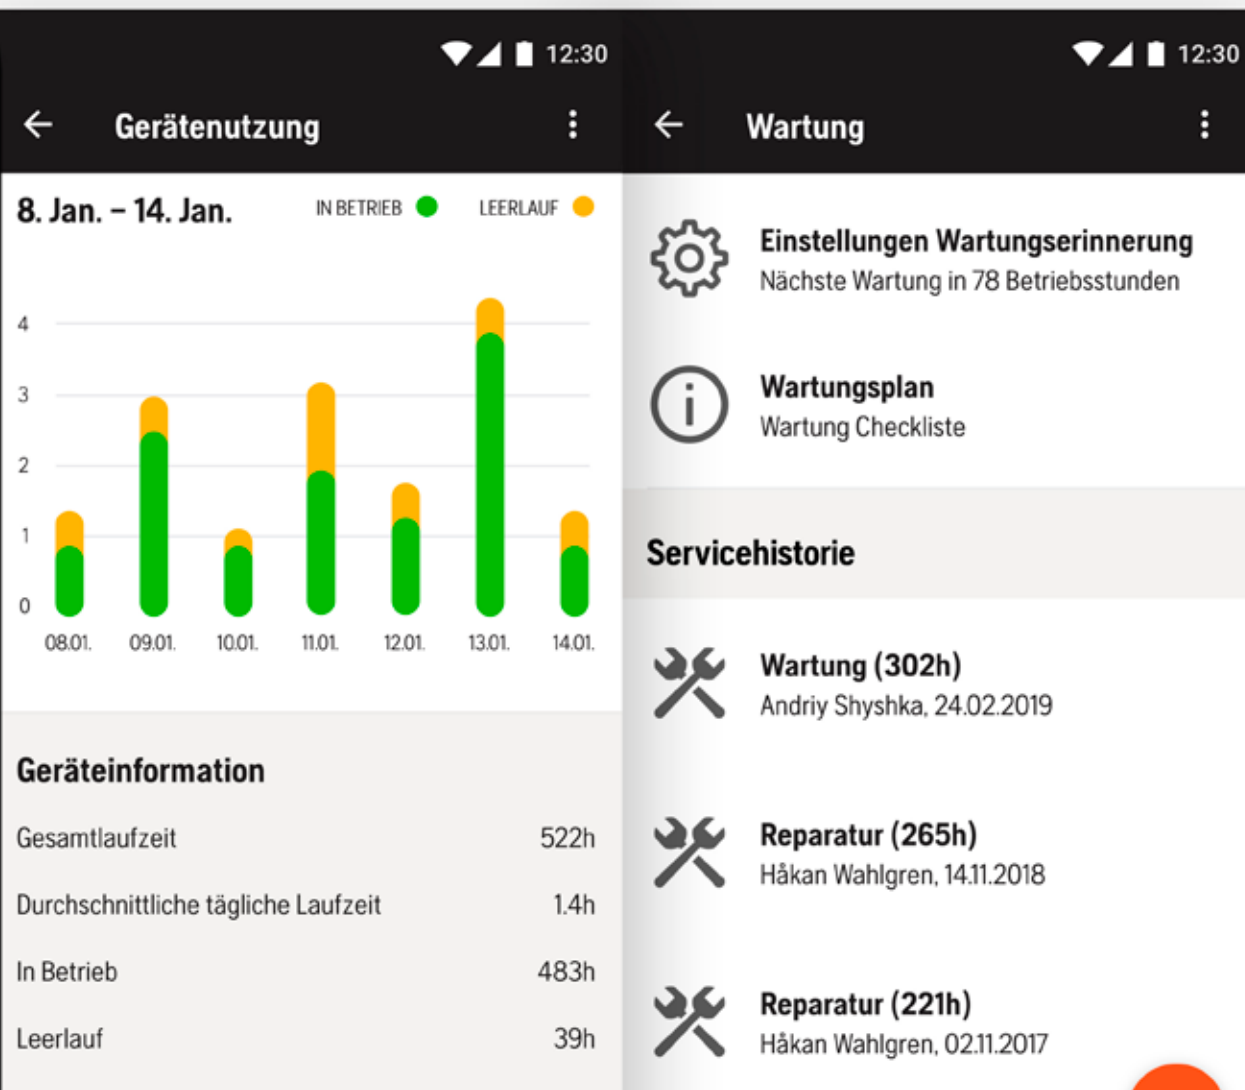 12:30
Gerätenutzung
8. Jan. – 14. Jan.
IN BETRIEB
LEERLAUF
4
3
2
1
0
08.01. 09.01. 10.01. 11.01. 12.01. 13.01. 14.01.
Geräteinformation
Gesamtlaufzeit 522h
Durchschnittliche tägliche Laufzeit 1.4h
In Betrieb 483h
Leerlauf 39h
12:30
Wartung
Einstellungen Wartungserinnerung
Nächste Wartung in 78 Betriebsstunden
Wartungsplan
Wartung Checkliste
Servicehistorie
Wartung (302h)
Andriy Shyshka, 24.02.2019
Reparatur (265h)
Håkan Wahlgren, 14.11.2018
Reparatur (221h)
Håkan Wahlgren, 02.11.2017